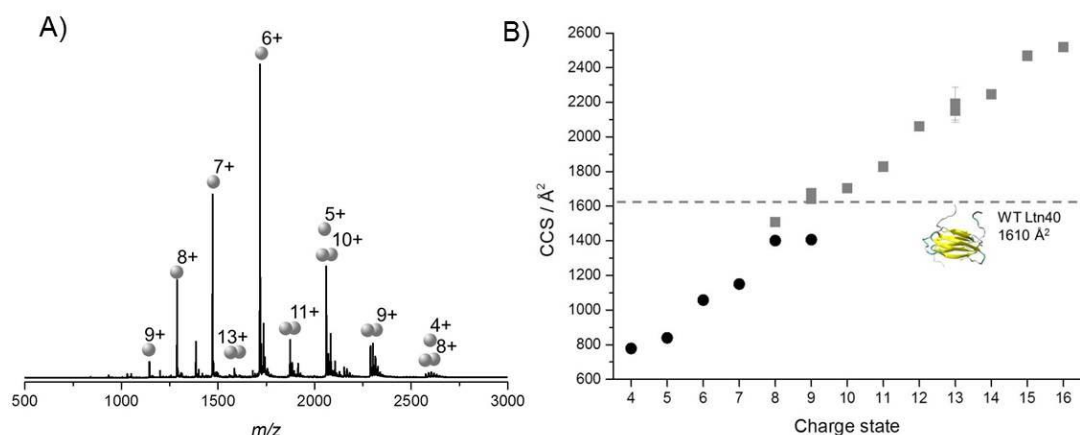 A)
6+
7+
5+
10+
8+
9+
13+
11+
9+
4+
8+
500 1000 1500 2000 2500 3000
m/z
B)
2600
2400
2200
2000
1800
1600
1400
1200
1000
800
600
CCS / Å²
WT Ltn40
1610 Å²
4 5 6 7 8 9 10 11 12 13 14 15 16
Charge state